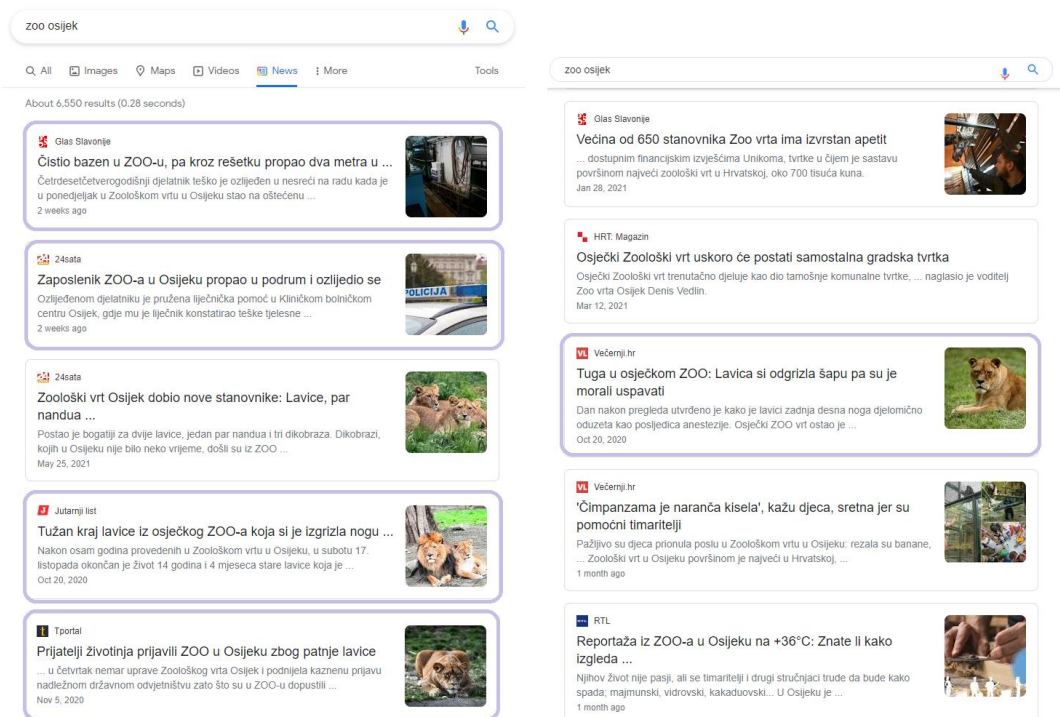 zoo osijek
All Images Maps Videos News More Tools
About 6,550 results (0.28 seconds)
Glas Slavonije
Čistio bazen u ZOO-u, pa kroz rešetku propao dva metra u ...
Četrdesetčetverogodišnji djelatnik teško je ozlijeđen u nesreći na radu kada je
u ponedjeljak u Zoološkom vrtu u Osijeku stao na oštećenu ...
2 weeks ago
24sata
Zaposlenik ZOO-a u Osijeku propao u podrum i ozlijedio se
Ozlijeđenom djelatniku je pružena liječnička pomoć u Kliničkom bolničkom
centru Osijek, gdje mu je liječnik konstatirao teške tjelesne ...
2 weeks ago
POLICIJA
24sata
Zoološki vrt Osijek dobio nove stanovnike: Lavice, par
nandua ...
Postao je bogatiji za dvije lavice, jedan par nandua i tri dikobraza. Dikobrazi,
kojih u Osijeku nije bilo neko vrijeme, došli su iz ZOO ...
May 25, 2021
Jutarnji list
Tužan kraj lavice iz osječkog ZOO-a koja si je izgrizla nogu ...
Nakon osam godina provedenih u Zoološkom vrtu u Osijeku, u subotu 17.
listopada okončan je život 14 godina i 4 mjeseca stare lavice koja je ...
Oct 20, 2020
Tportal
Prijatelji životinja prijavili ZOO u Osijeku zbog patnje lavice
... u četvrtak nemar uprave Zoološkog vrta Osijek i podnijela kaznenu prijavu
nadležnom državnom odvjetništvu zato što su u ZOO-u dopustili ...
Nov 5, 2020
zoo osijek
Glas Slavonije
Većina od 650 stanovnika Zoo vrta ima izvrstan apetit
... dostupnim financijskim izvješćima Unikoma, tvrtke u čijem je sastavu
površinom najveći zoološki vrt u Hrvatskoj, oko 700 tisuća kuna.
Jan 28, 2021
HRT: Magazin
Osječki Zoološki vrt uskoro će postati samostalna gradska tvrtka
Osječki Zoološki vrt trenutačno djeluje kao dio tamošnje komunalne tvrtke, ... naglasio je voditelj
Zoo vrta Osijek Denis Vedlin.
Mar 12, 2021
VL Večernji.hr
Tuga u osječkom ZOO: Lavica si odgrizla šapu pa su je
morali uspavati
Dan nakon pregleda utvrđeno je kako je lavici zadnja desna noga djelomično
oduzeta kao posljedica anestezije. Osječki ZOO vrt ostao je ...
Oct 20, 2020
VL Večernji.hr
'Čimpanzama je naranča kisela', kažu djeca, sretna jer su
pomoćni timaritelji
Pažljivo su djeca prionula poslu u Zoološkom vrtu u Osijeku: rezala su banane,
... Zoološki vrt u Osijeku površinom je najveći u Hrvatskoj, ...
1 month ago
RTL
Reportaža iz ZOO-a u Osijeku na +36°C: Znate li kako
izgleda ...
Njihov život nije pasji, ali se timaritelji i drugi stručnjaci trude da bude kako
spada; majmunski, vidrovski, kakaduovski... U Osijeku je ...
1 month ago